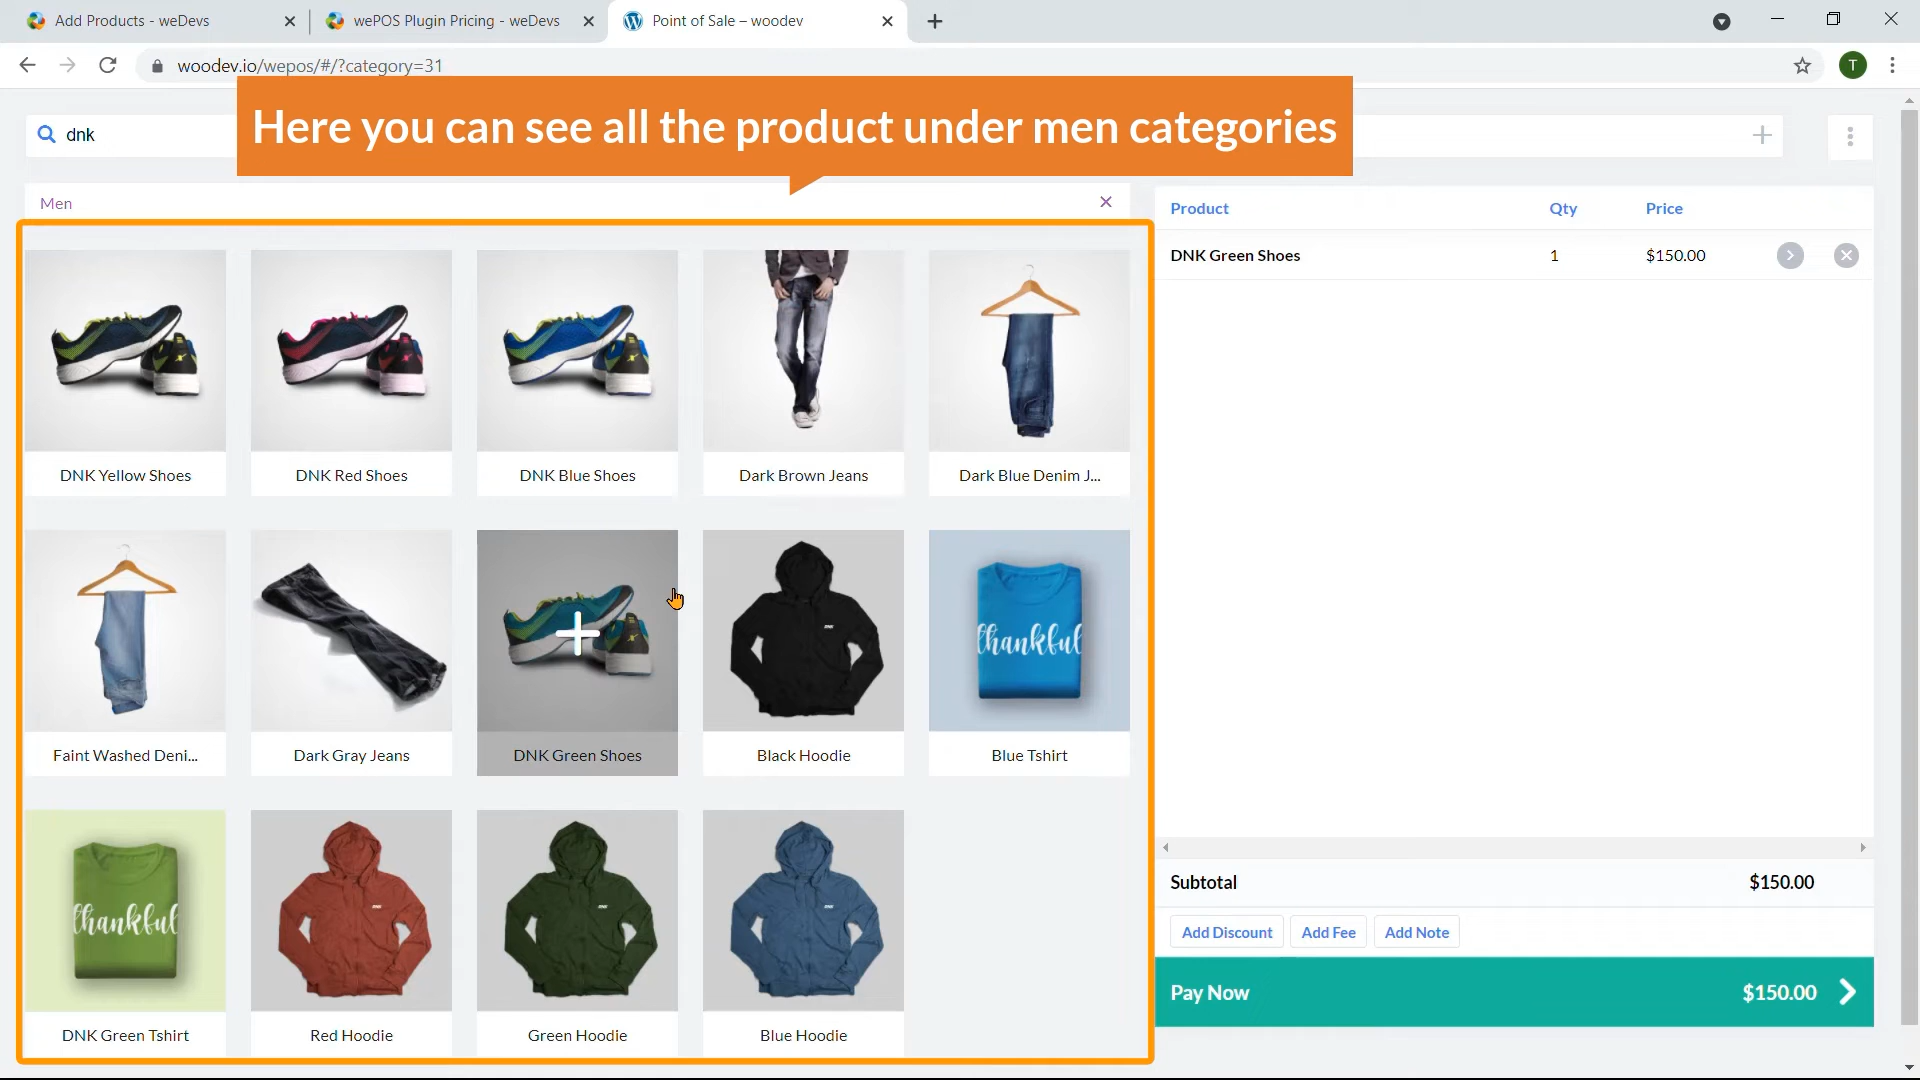 Add Products - weDevs
wePOS Plugin Pricing - weDevs
Point of Sale – woodev
woodev.io/wepos/#/?category=31
T
dnk
Here you can see all the product under men categories
Men
DNK Yellow Shoes
DNK Red Shoes
DNK Blue Shoes
Dark Brown Jeans
Dark Blue Denim J...
thankful
Faint Washed Deni...
Dark Gray Jeans
DNK Green Shoes
Black Hoodie
Blue Tshirt
thankful
DNK Green Tshirt
Red Hoodie
Green Hoodie
Blue Hoodie
Product Qty Price
DNK Green Shoes 1 $150.00
Subtotal $150.00
Add Discount Add Fee Add Note
Pay Now $150.00